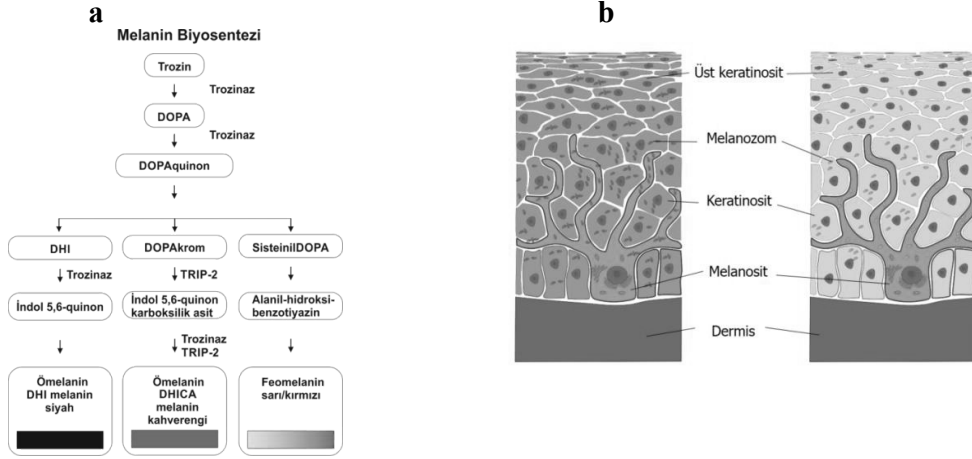 a
Melanin Biyosentezi
Trozin
Trozinaz
DOPA
Trozinaz
DOPAquinon
DHI
DOPAkrom
SisteinilDOPA
Trozinaz
TRIP-2
İndol 5,6-quinon
İndol 5,6-quinon
karboksilik asit
Alanil-hidroksi-
benzotiyazin
Trozinaz
TRIP-2
Ömelanin
DHI melanin
siyah
Ömelanin
DHICA
melanin
kahverengi
Feomelanin
sarı/kırmızı
b
Üst keratinosit
Melanozom
Keratinosit
Melanosit
Dermis